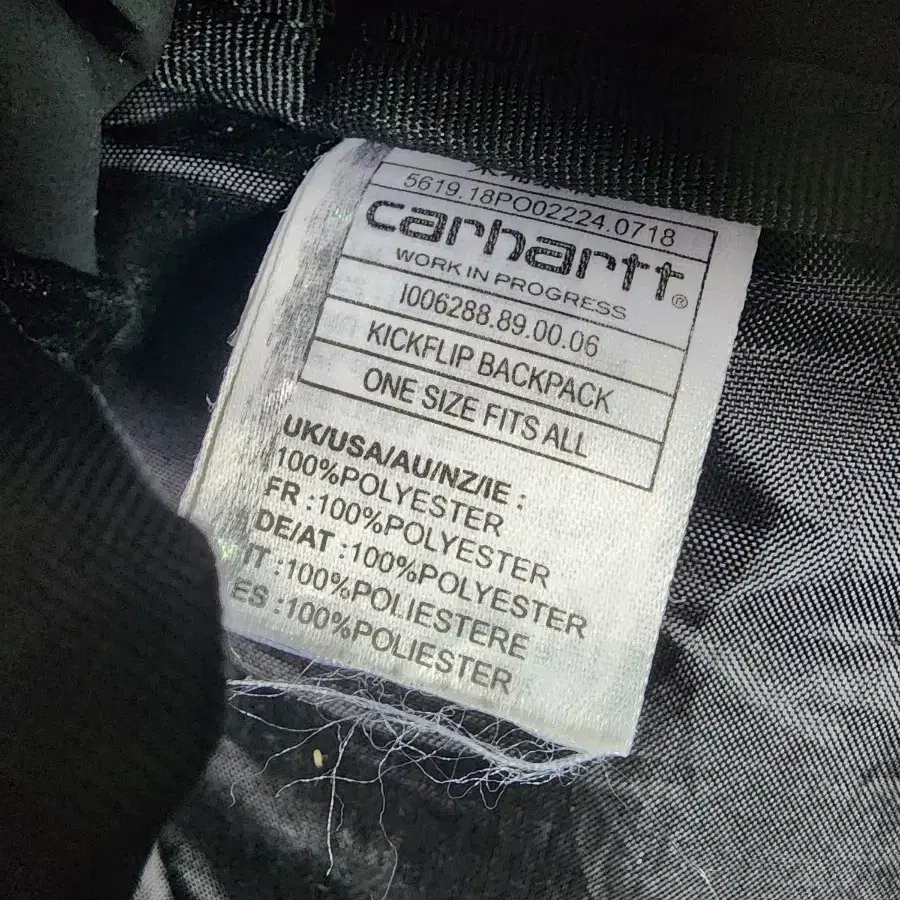 5619.18PO02224.0718
carhartt
WORK IN PROGRESS ®
I006288.89.00.06
KICKFLIP BACKPACK
ONE SIZE FITS ALL
UK/USA/AU/NZ/IE :
100%POLYESTER
FR :100%POLYESTER
DE/AT :100%POLYESTER
IT :100%POLIESTERE
ES :100%POLIESTER